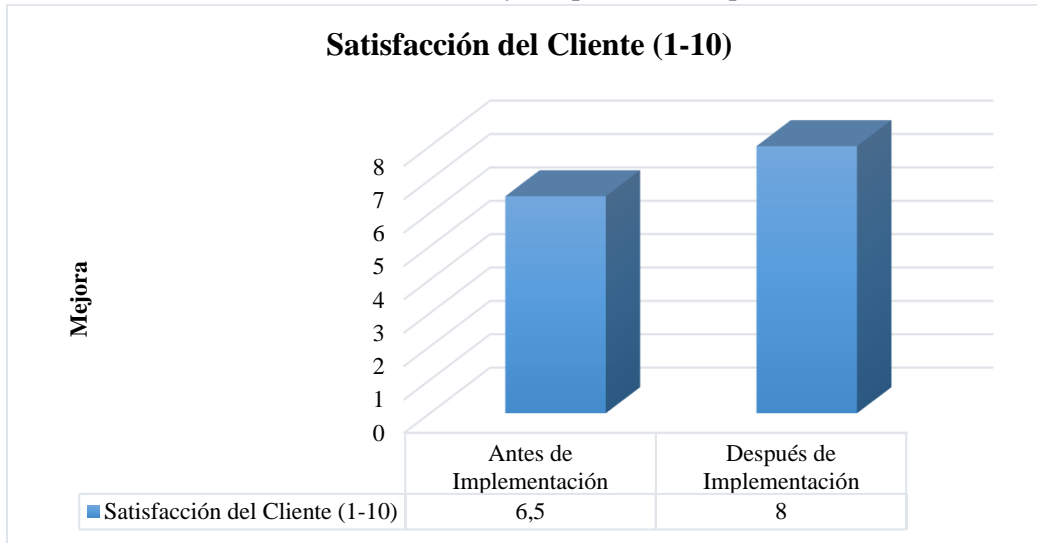 Satisfacción del Cliente (1-10)
Mejora
8
7
6
5
4
3
2
1
0
Antes de
Implementación
Después de
Implementación
Satisfacción del Cliente (1-10)
6,5
8